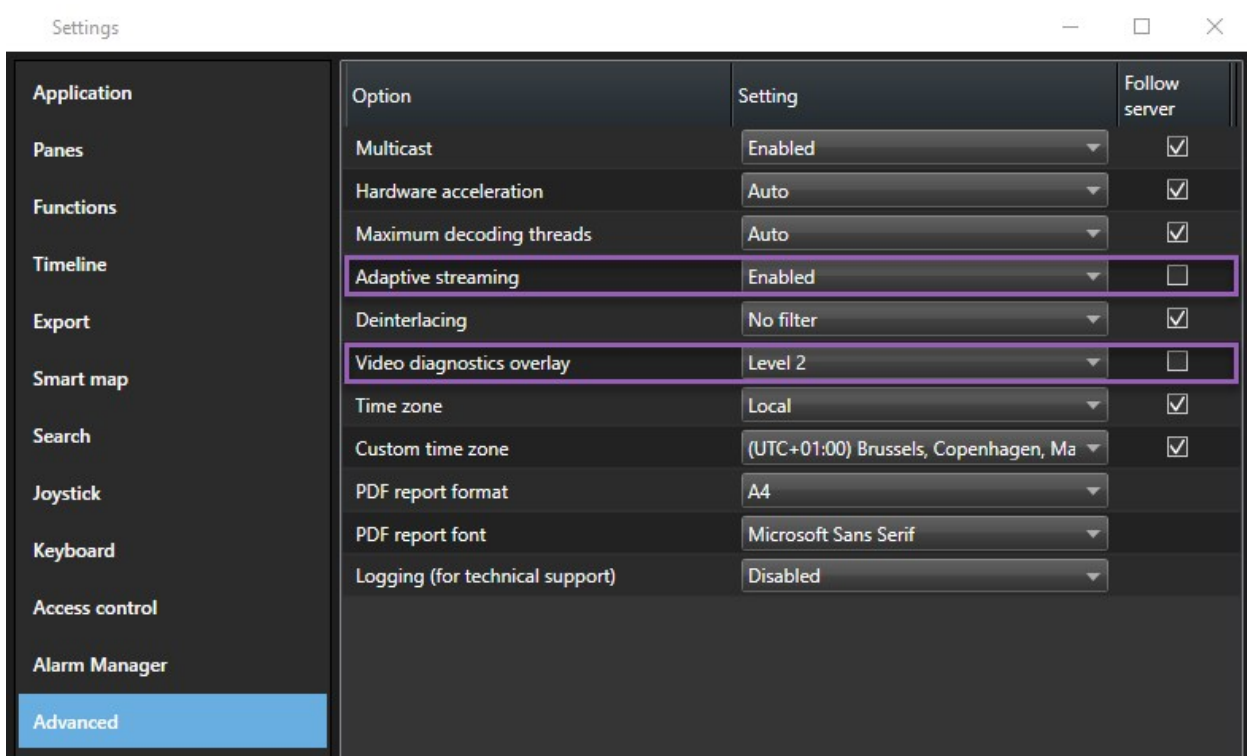 Settings
Application
Panes
Functions
Timeline
Export
Smart map
Search
Joystick
Keyboard
Access control
Alarm Manager
Advanced
Option Setting Follow server
Multicast Enabled
Hardware acceleration Auto
Maximum decoding threads Auto
Adaptive streaming Enabled
Deinterlacing No filter
Video diagnostics overlay Level 2
Time zone Local
Custom time zone (UTC+01:00) Brussels, Copenhagen, Ma
PDF report format A4
PDF report font Microsoft Sans Serif
Logging (for technical support) Disabled